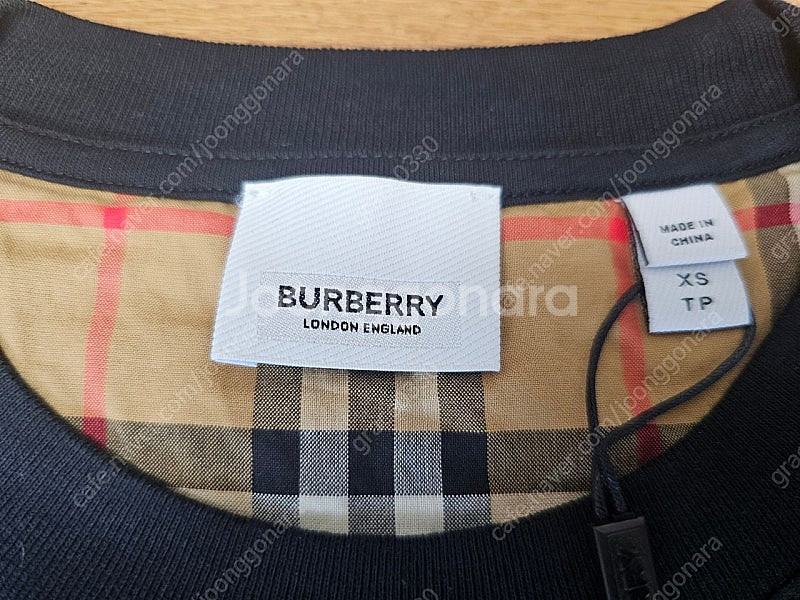 BURBERRY
LONDON ENGLAND
MADE IN
CHINA
XS
TP
Joonggonara
cafe.naver.com/joonggonara